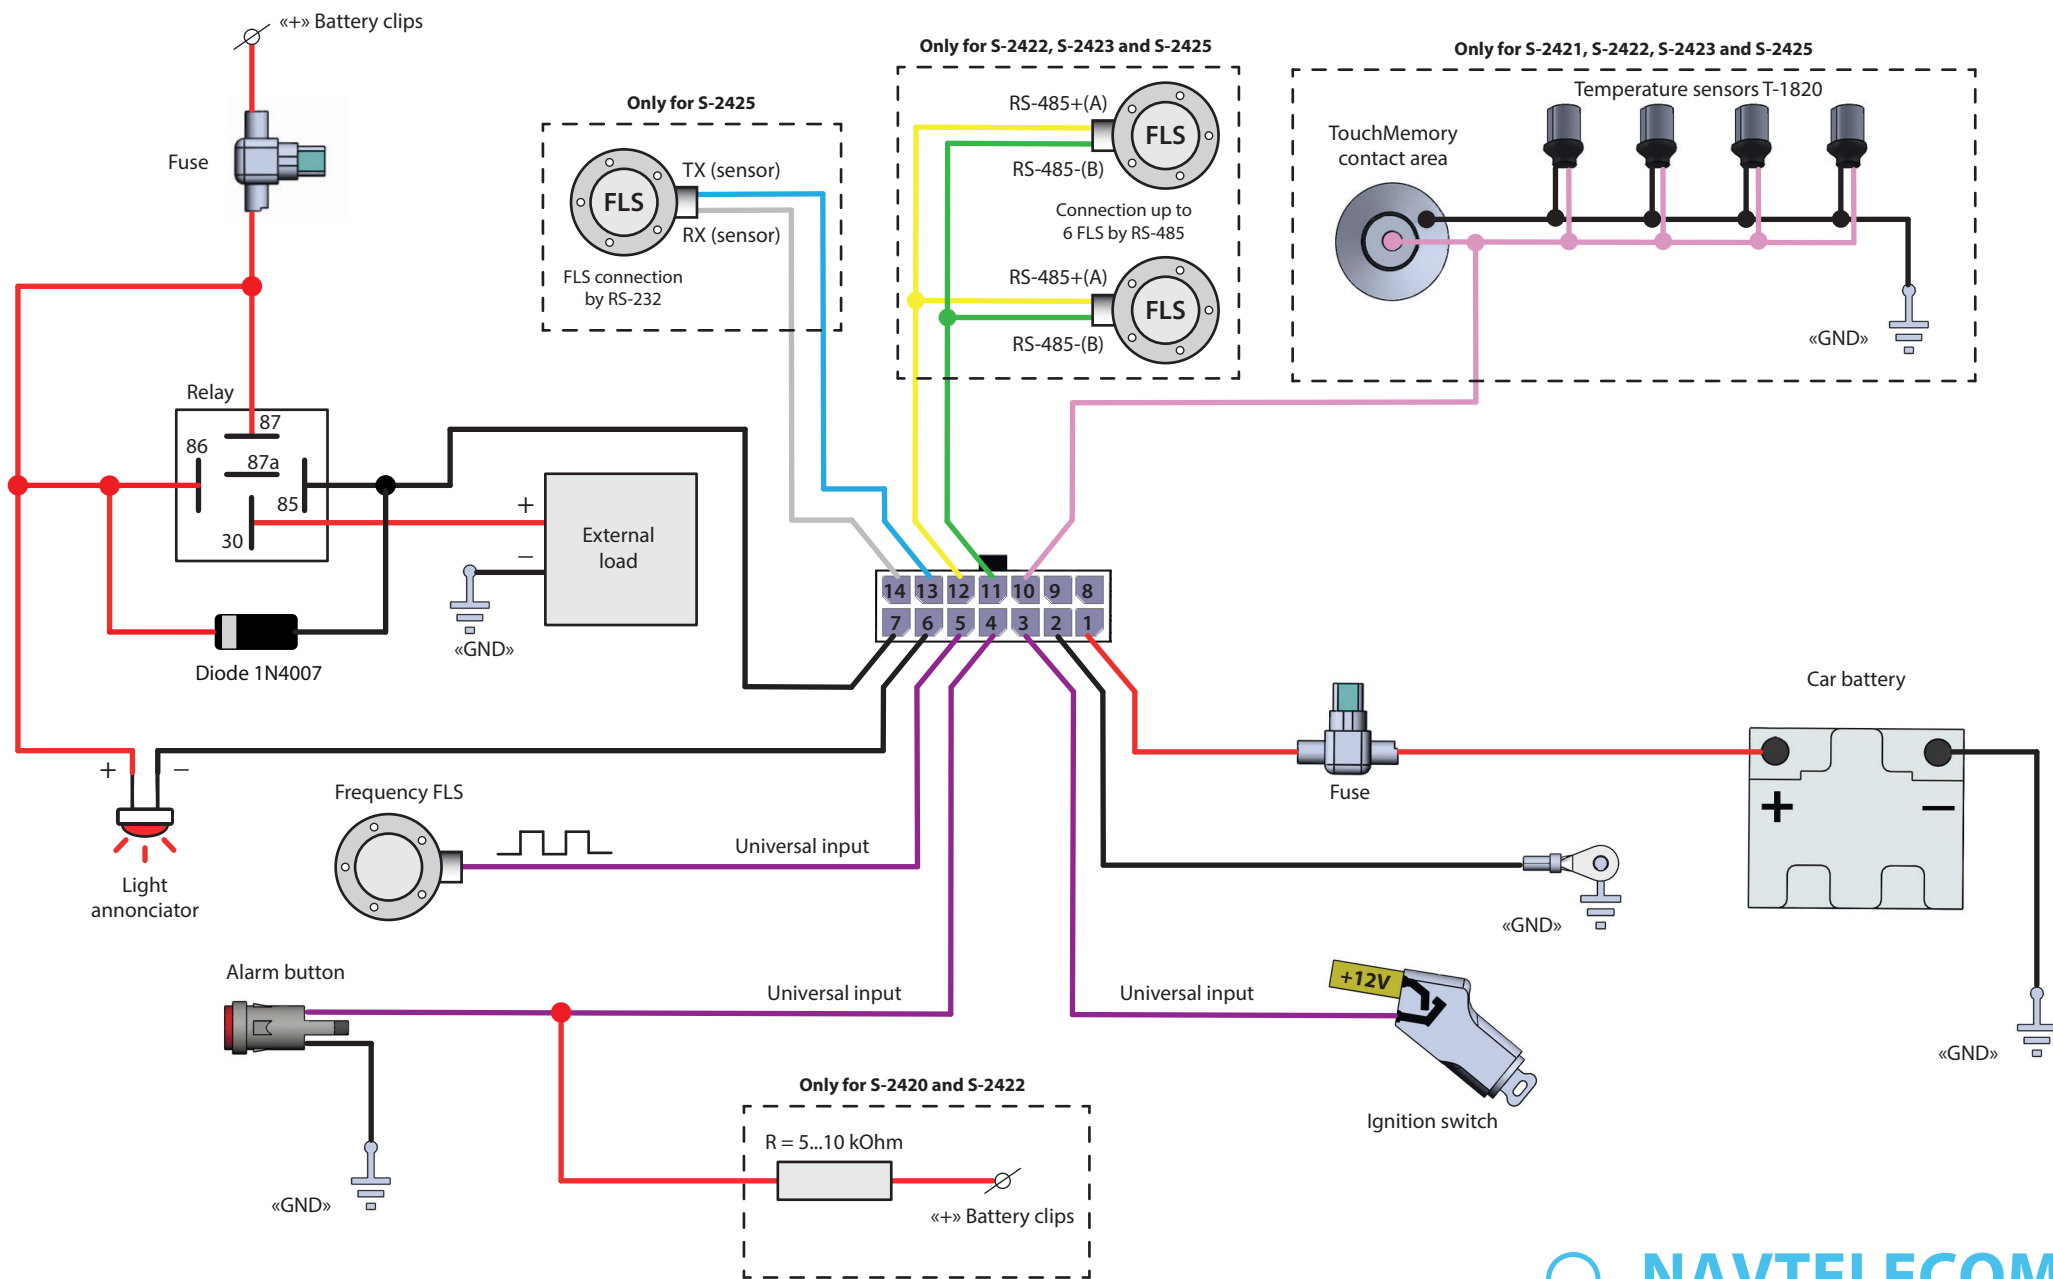 «+» Battery clips
Fuse
Only for S-2425
TX (sensor)
FLS
RX (sensor)
FLS connection
by RS-232
Only for S-2422, S-2423 and S-2425
RS-485+(A)
FLS
RS-485-(B)
Connection up to
6 FLS by RS-485
RS-485+(A)
FLS
RS-485-(B)
Only for S-2421, S-2422, S-2423 and S-2425
Temperature sensors T-1820
TouchMemory
contact area
«GND»
Relay
87
86
87a
85
30
Diode 1N4007
+
External
load
−
«GND»
14 13 12 11 10 9 8
7 6 5 4 3 2 1
+ −
Light
annonciator
Frequency FLS
Universal input
Fuse
Car battery
+ −
«GND»
«GND»
Alarm button
Universal input
Universal input
+12V
Ignition switch
«GND»
Only for S-2420 and S-2422
R = 5...10 kOhm
«+» Battery clips
NAVTELECOM